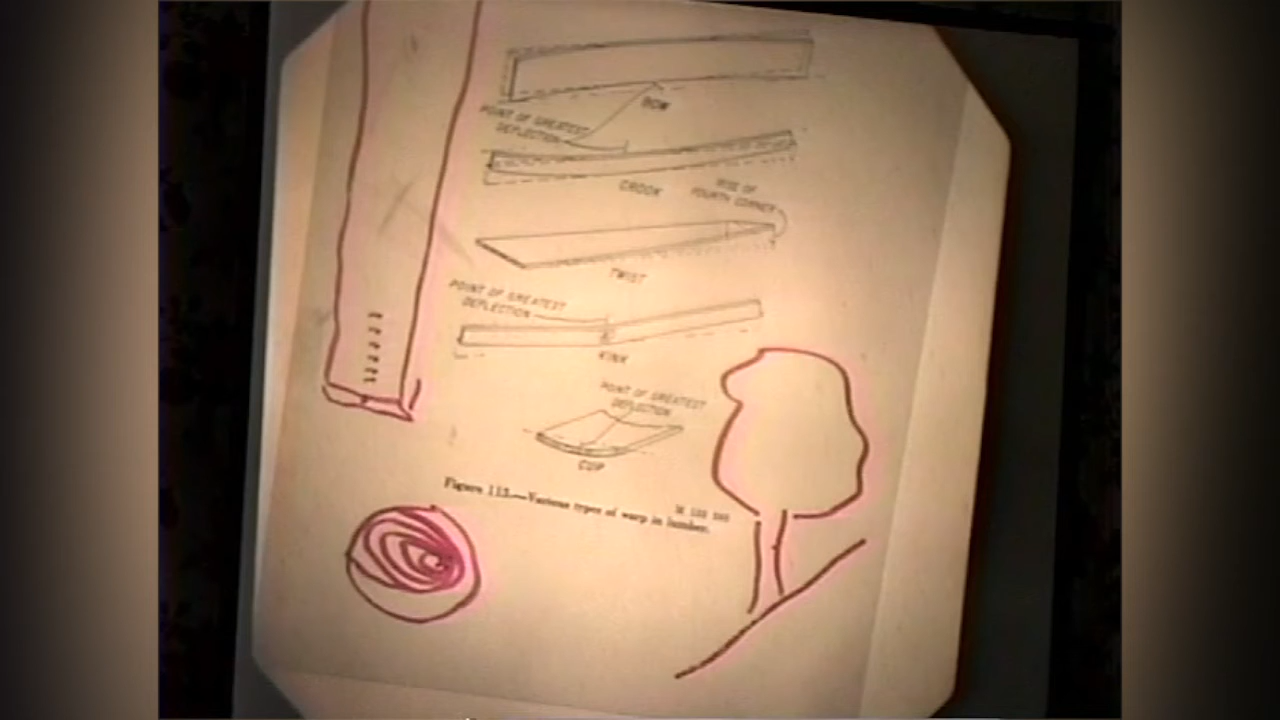 BOW
POINT OF GREATEST
DEFLECTION
CROOK
RISE OF
FOURTH CORNER
TWIST
POINT OF GREATEST
DEFLECTION
KINK
POINT OF GREATEST
DEFLECTION
CUP
Figure 113.—Various types of warp in lumber.